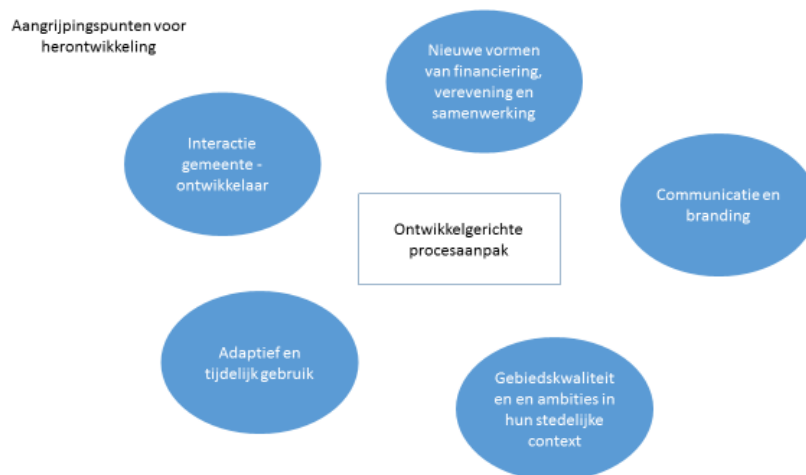 Aangrijpingspunten voor
herontwikkeling
Nieuwe vormen
van financiering,
verevening en
samenwerking
Interactie
gemeente -
ontwikkelaar
Communicatie en
branding
Ontwikkelgerichte
procesaanpak
Adaptief en
tijdelijk gebruik
Gebiedskwaliteit
en en ambities in
hun stedelijke
context